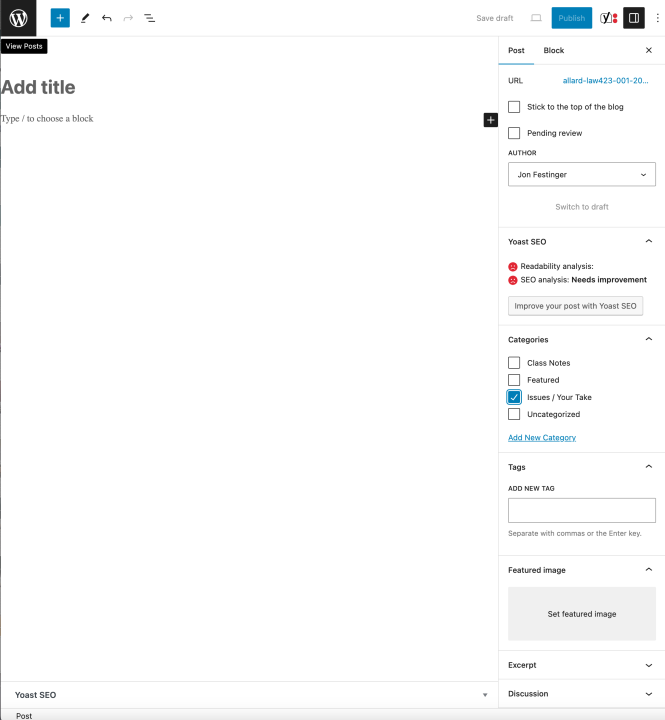 Save draft
Publish
View Posts
Post
Block
Add title
URL
allard-law423-001-20...
Type / to choose a block
Stick to the top of the blog
Pending review
AUTHOR
Jon Festinger
Switch to draft
Yoast SEO
Readability analysis:
SEO analysis: Needs improvement
Improve your post with Yoast SEO
Categories
Class Notes
Featured
Issues / Your Take
Uncategorized
Add New Category
Tags
ADD NEW TAG
Separate with commas or the Enter key.
Featured image
Set featured image
Excerpt
Discussion
Yoast SEO
Post